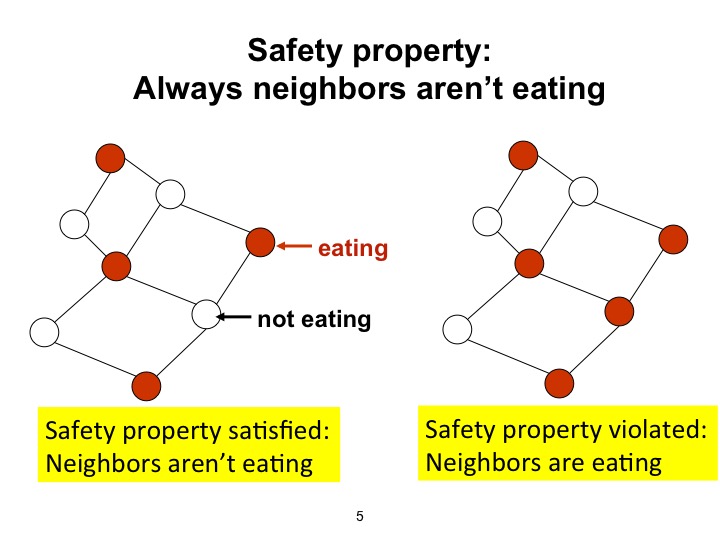 Safety property:
Always neighbors aren’t eating
eating
not eating
Safety property satisfied:
Neighbors aren’t eating
Safety property violated:
Neighbors are eating
5